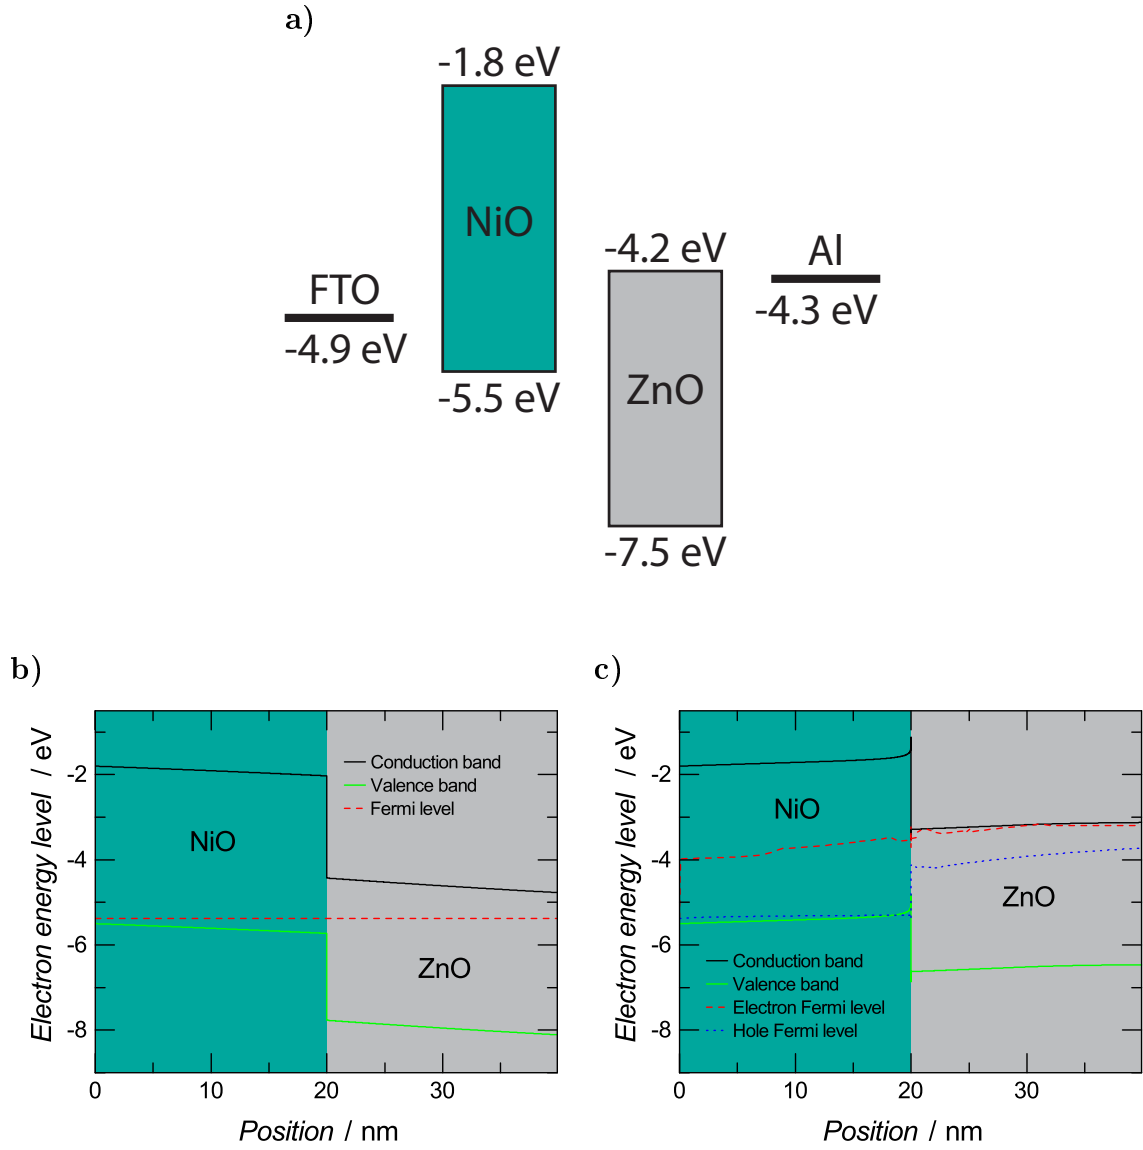 a)
-1.8 eV
NiO
-4.2 eV
Al
FTO
-4.3 eV
-4.9 eV
-5.5 eV
ZnO
-7.5 eV
b)
Electron energy level / eV
-2
-4
-6
-8
Conduction band
Valence band
Fermi level
NiO
ZnO
0
10
20
30
Position / nm
c)
Electron energy level / eV
-2
-4
-6
-8
NiO
ZnO
Conduction band
Valence band
Electron Fermi level
Hole Fermi level
0
10
20
30
Position / nm